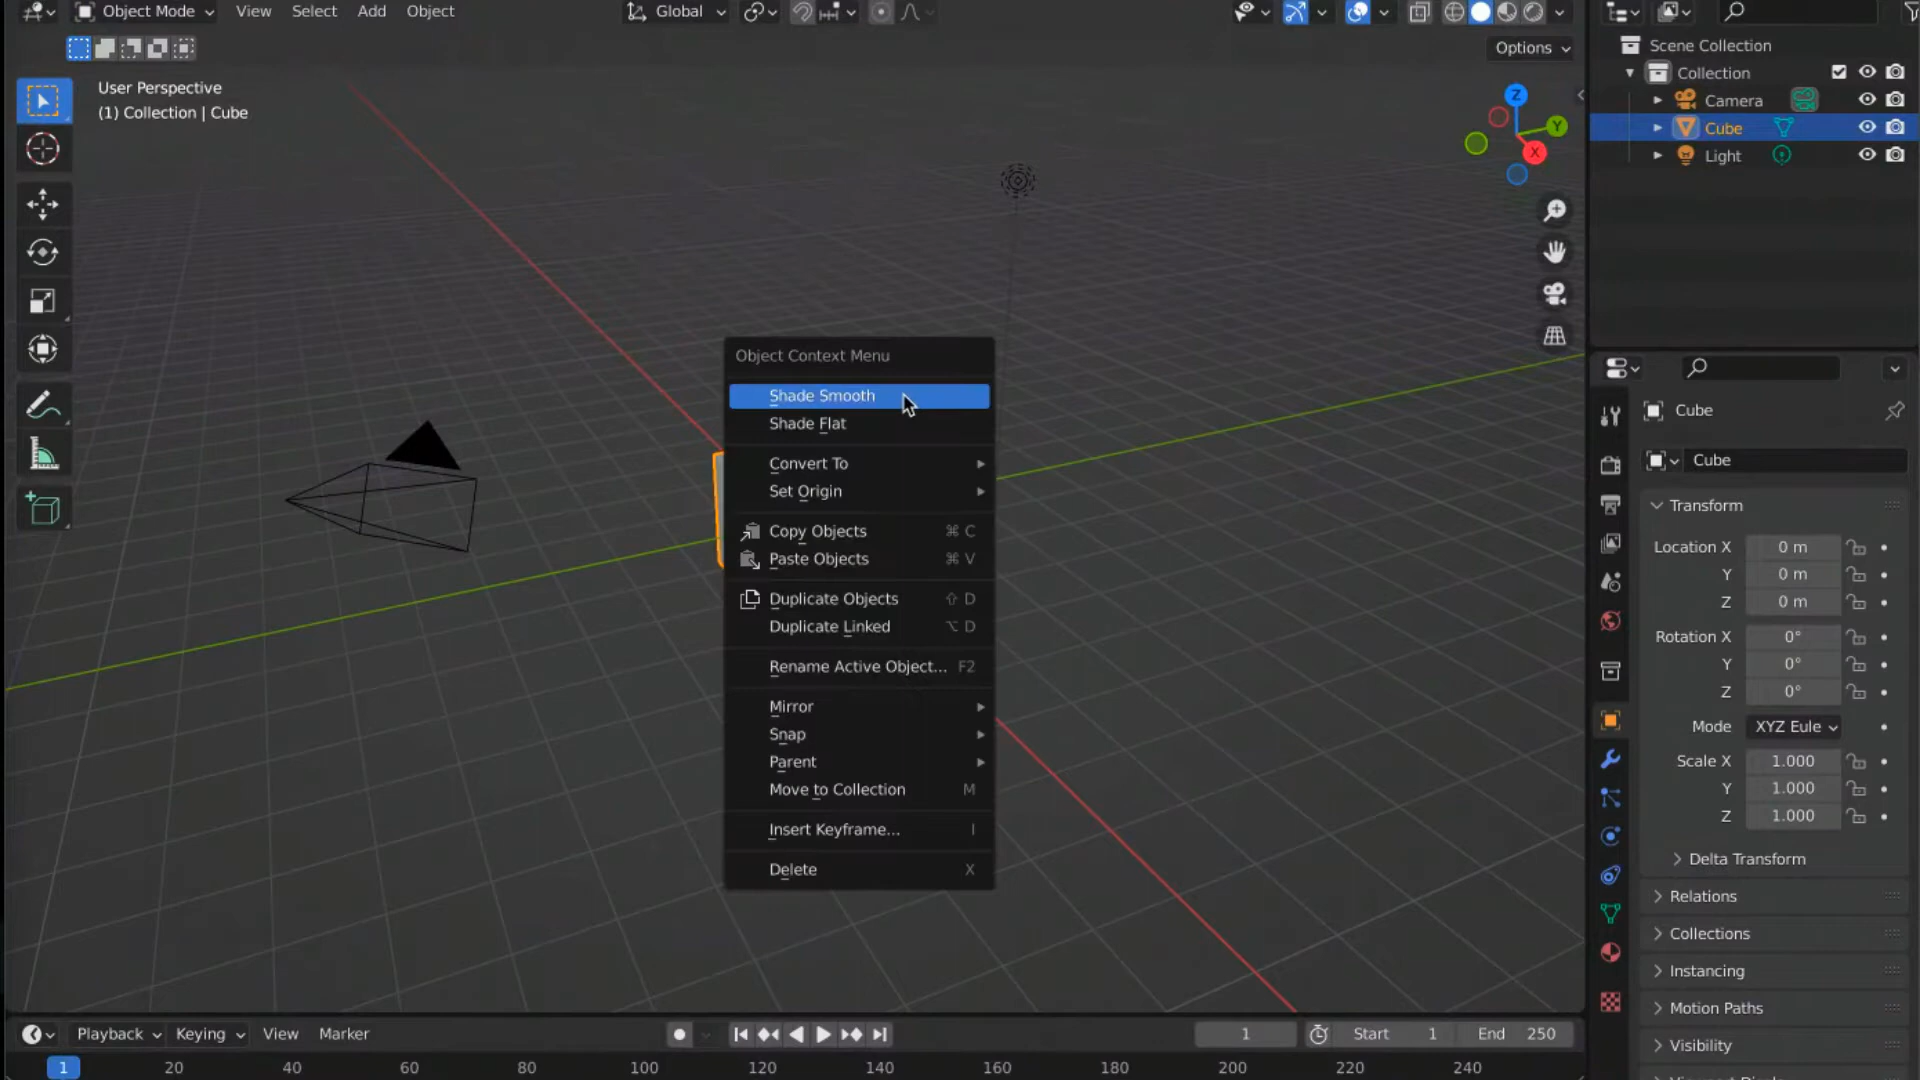 Object Mode View Select Add Object Global
Options
User Perspective
(1) Collection | Cube
Z
Y
X
Scene Collection
Collection
Camera
Cube
Light
Object Context Menu
Shade Smooth
Shade Flat
Convert To
Set Origin
Copy Objects ⌘ C
Paste Objects ⌘ V
Duplicate Objects ⇧ D
Duplicate Linked ⌥ D
Rename Active Object... F2
Mirror
Snap
Parent
Move to Collection M
Insert Keyframe... I
Delete X
Cube
Cube
Transform
Location X 0 m
Y 0 m
Z 0 m
Rotation X 0°
Y 0°
Z 0°
Mode XYZ Eule
Scale X 1.000
Y 1.000
Z 1.000
Delta Transform
Relations
Collections
Instancing
Motion Paths
Visibility
Playback Keying View Marker 1 Start 1 End 250
1 20 40 60 80 100 120 140 160 180 200 220 240